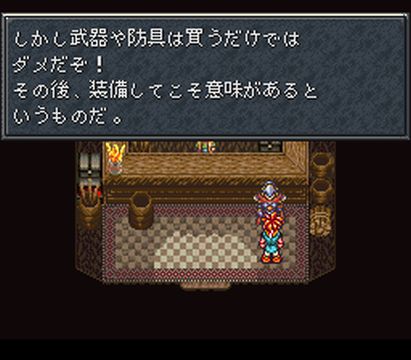 しかし武器や防具は買うだけでは
ダメだぞ！
その後、装備してこそ意味があると
いうものだ。